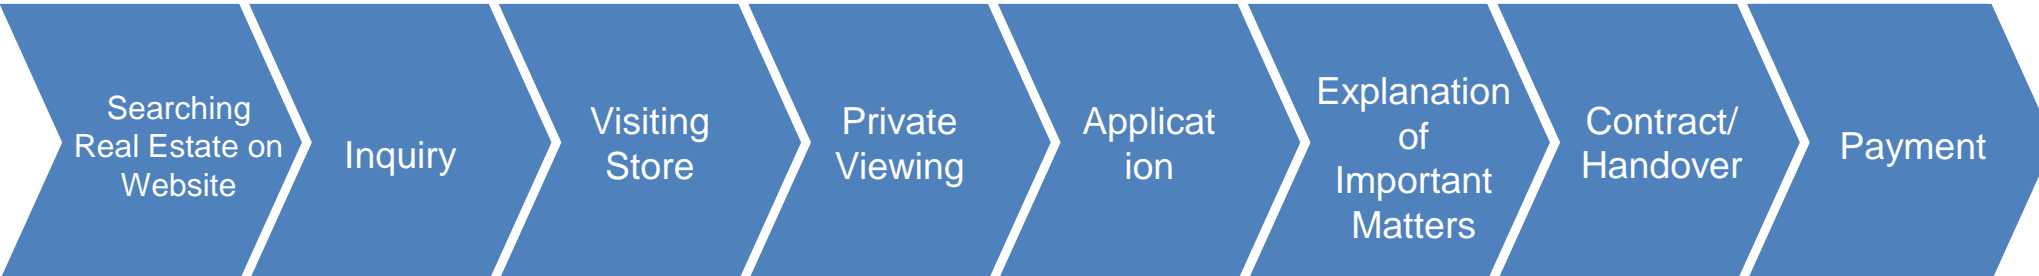 Searching
Real Estate on
Website
Inquiry
Visiting
Store
Private
Viewing
Applicat
ion
Explanation
of
Important
Matters
Contract/
Handover
Payment